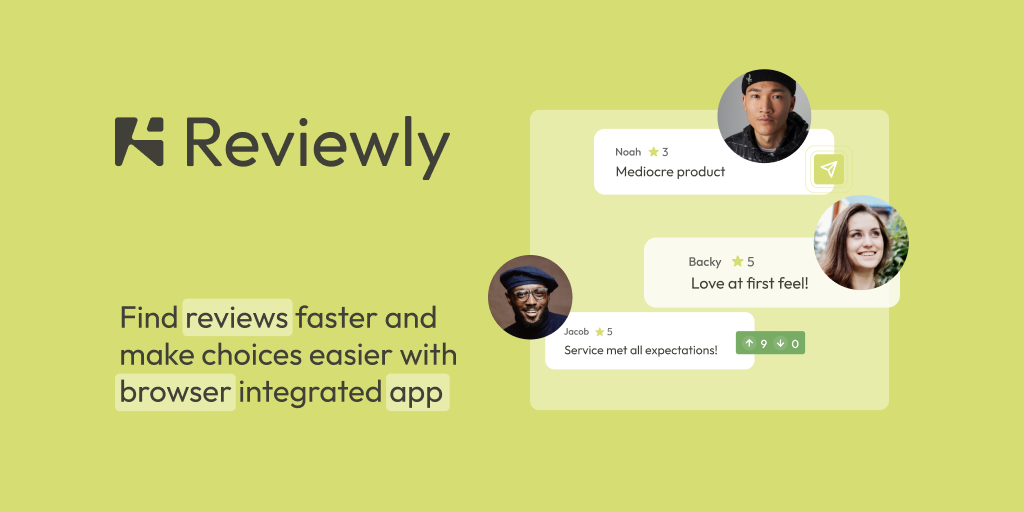 Reviewly
Find reviews faster and
make choices easier with
browser integrated app
Noah 3
Mediocre product
Backy 5
Love at first feel!
Jacob 5
Service met all expectations!
9 0